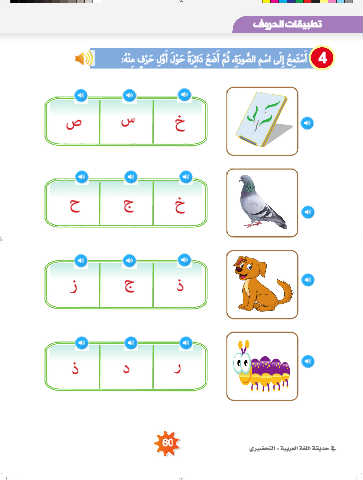 تطبيقات الحروف
4 أَسْتَمِعُ إِلَى اسْمِ الصُّورَةِ، ثُمَّ أَضَعُ دَائِرَةً حَوْلَ أَوَّلِ حَرْفٍ مِنْهُ:
خ س ص
خ ج ح
ذ ج ز
ر د ذ
60
في حديقة اللغة العربية - التحضيري